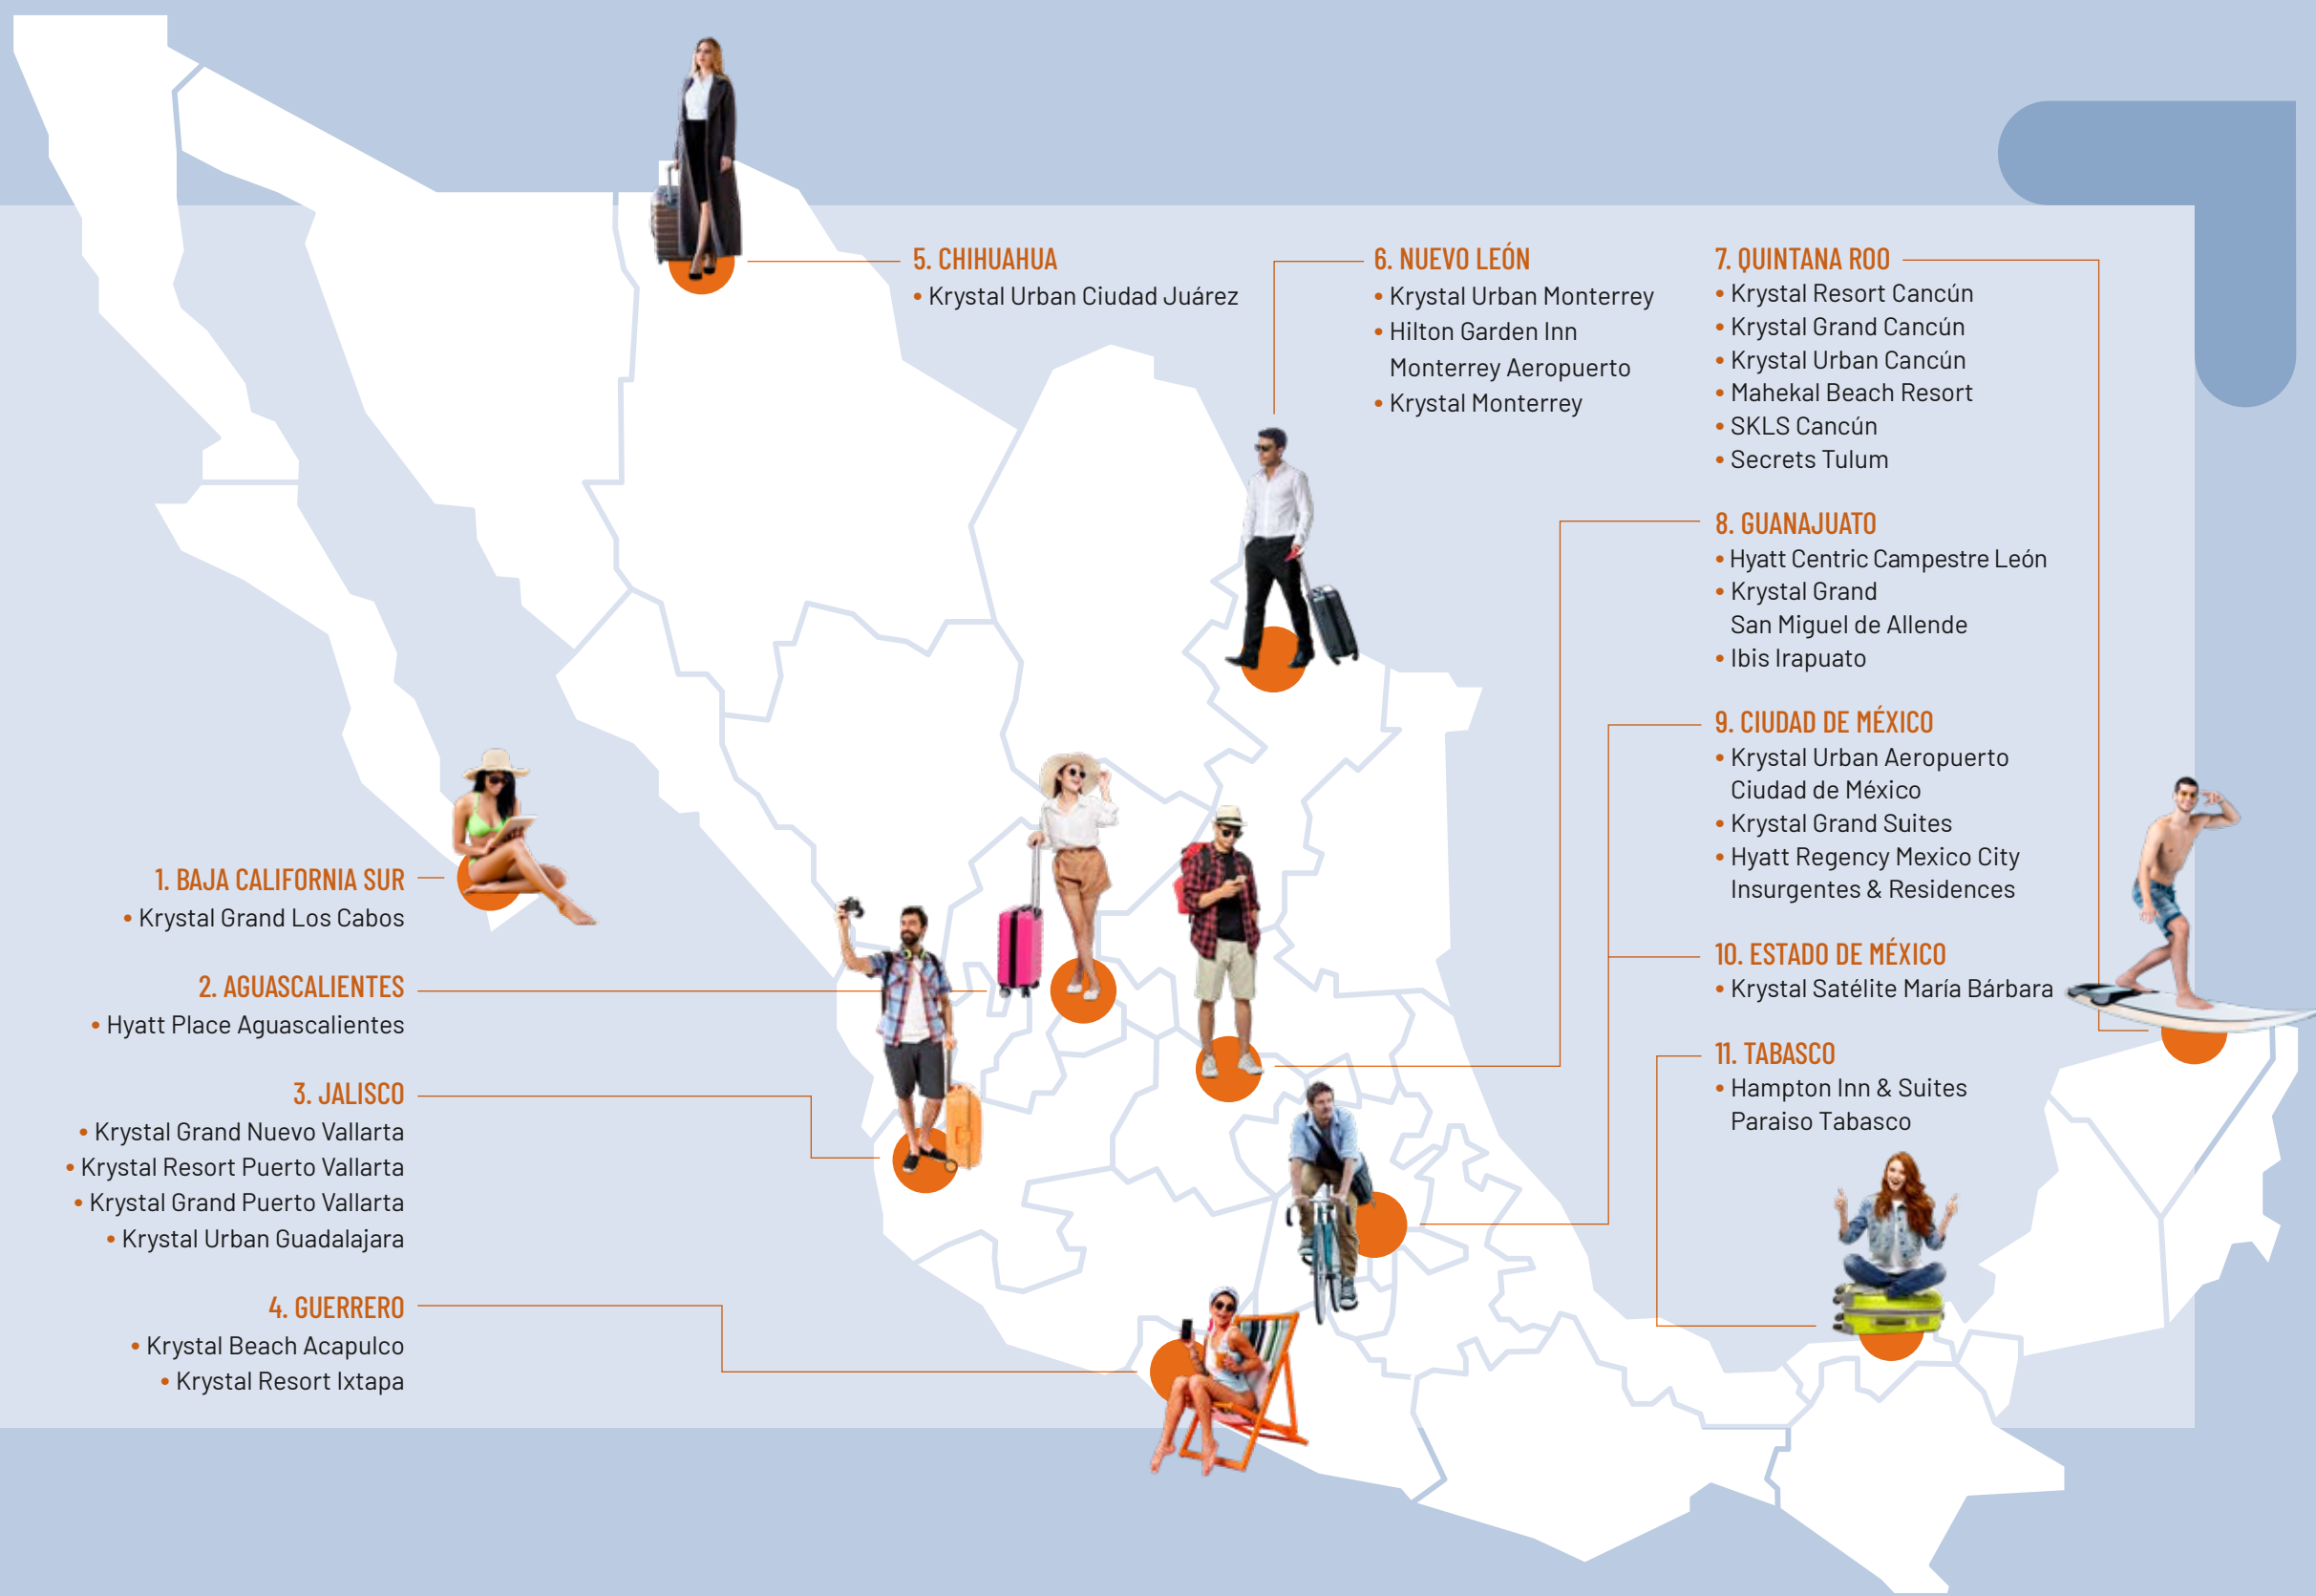 1. BAJA CALIFORNIA SUR
• Krystal Grand Los Cabos
2. AGUASCALIENTES
• Hyatt Place Aguascalientes
3. JALISCO
• Krystal Grand Nuevo Vallarta
• Krystal Resort Puerto Vallarta
• Krystal Grand Puerto Vallarta
• Krystal Urban Guadalajara
4. GUERRERO
• Krystal Beach Acapulco
• Krystal Resort Ixtapa
5. CHIHUAHUA
• Krystal Urban Ciudad Juárez
6. NUEVO LEÓN
• Krystal Urban Monterrey
• Hilton Garden Inn
Monterrey Aeropuerto
• Krystal Monterrey
7. QUINTANA ROO
• Krystal Resort Cancún
• Krystal Grand Cancún
• Krystal Urban Cancún
• Mahekal Beach Resort
• SKLS Cancún
• Secrets Tulum
8. GUANAJUATO
• Hyatt Centric Campestre León
• Krystal Grand
San Miguel de Allende
• Ibis Irapuato
9. CIUDAD DE MÉXICO
• Krystal Urban Aeropuerto
Ciudad de México
• Krystal Grand Suites
• Hyatt Regency Mexico City
Insurgentes & Residences
10. ESTADO DE MÉXICO
• Krystal Satélite María Bárbara
11. TABASCO
• Hampton Inn & Suites
Paraiso Tabasco